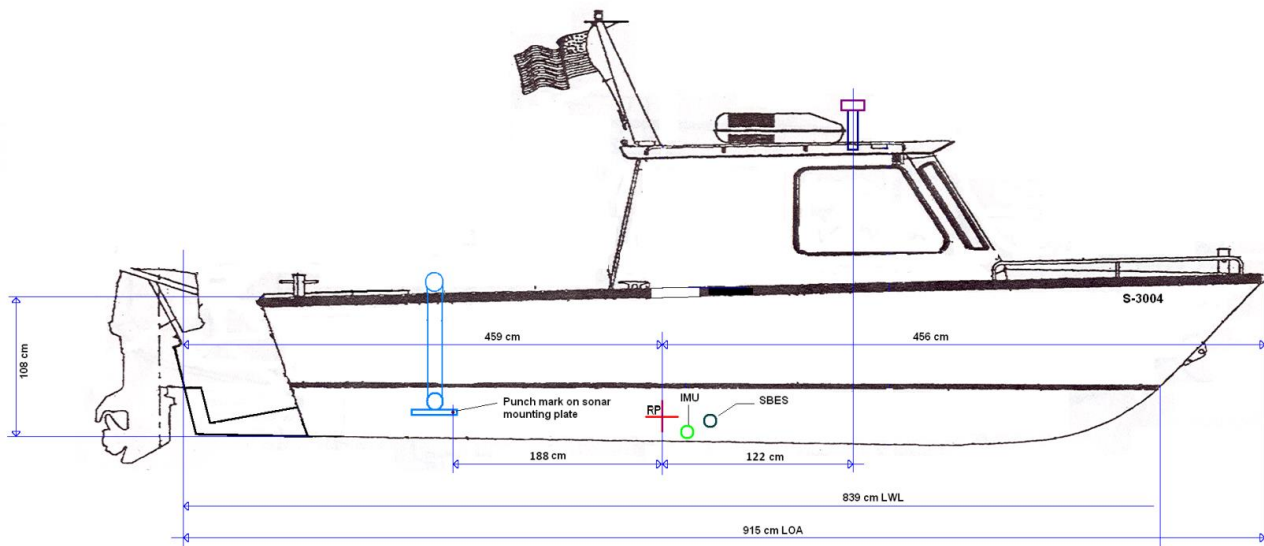 S-3004
459 cm
456 cm
108 cm
Punch mark on sonar
mounting plate
RP
IMU
SBES
188 cm
122 cm
839 cm LWL
915 cm LOA